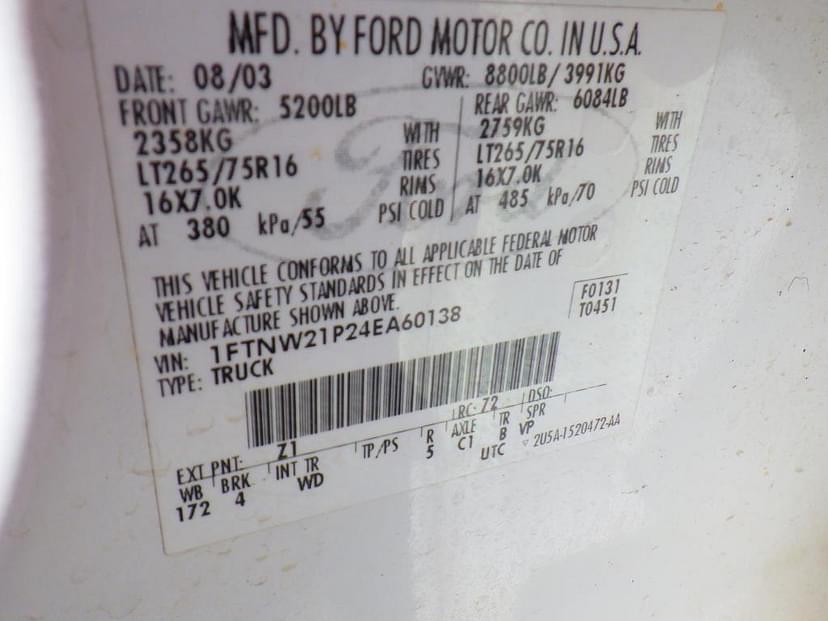 MFD. BY FORD MOTOR CO. IN U.S.A.
DATE: 08/03 GVWR: 8800LB/ 3991KG
FRONT GAWR: 5200LB REAR GAWR: 6084LB
2358KG WITH 2759KG WITH
LT265/75R16 TIRES LT265/75R16 TIRES
16X7.0K RIMS 16X7.0K RIMS
AT 380 kPa/55 PSI COLD AT 485 kPa/70 PSI COLD
Ford
THIS VEHICLE CONFORMS TO ALL APPLICABLE FEDERAL MOTOR
VEHICLE SAFETY STANDARDS IN EFFECT ON THE DATE OF
MANUFACTURE SHOWN ABOVE.
F0131
T0451
VIN: 1FTNW21P24EA60138
TYPE: TRUCK
EXT PNT: Z1 RC: 72 DSO:
WB BRK INT TR TP/PS R AXLE TR SPR
172 4 WD 5 C1 B VP
UTC ▽ 2U5A-1520472-AA